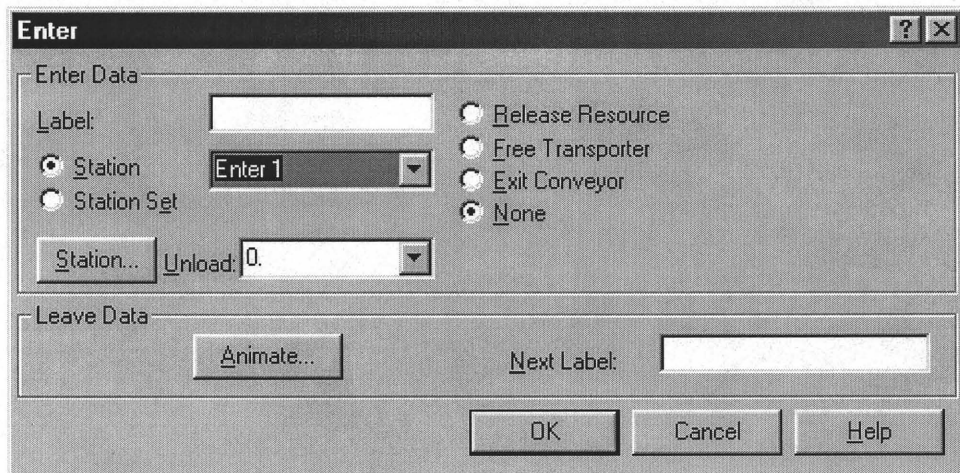 Enter
Enter Data
Label:
Release Resource
Free Transporter
Station
Enter 1
Exit Conveyor
Station Set
None
Station...
Unload:
0.
Leave Data
Animate...
Next Label:
OK
Cancel
Help